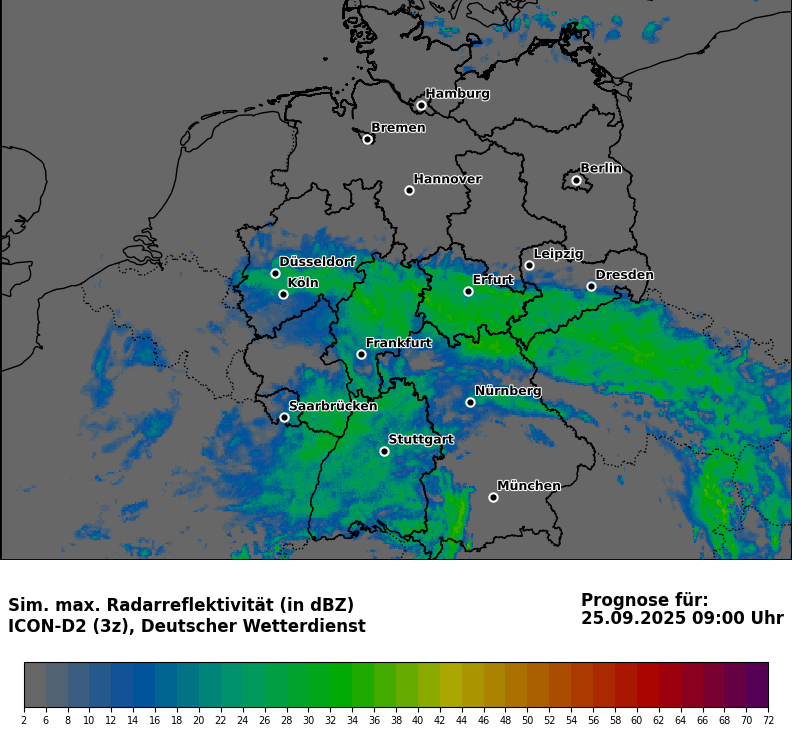 Hamburg
Bremen
Berlin
Hannover
Leipzig
Düsseldorf
Dresden
Köln
Erfurt
Frankfurt
Nürnberg
Saarbrücken
Stuttgart
München
Sim. max. Radarreflektivität (in dBZ)
ICON-D2 (3z), Deutscher Wetterdienst
Prognose für:
25.09.2025 09:00 Uhr
2 6 8 10 12 14 16 18 20 22 24 26 28 30 32 34 36 38 40 42 44 46 48 50 52 54 56 58 60 62 64 66 68 70 72